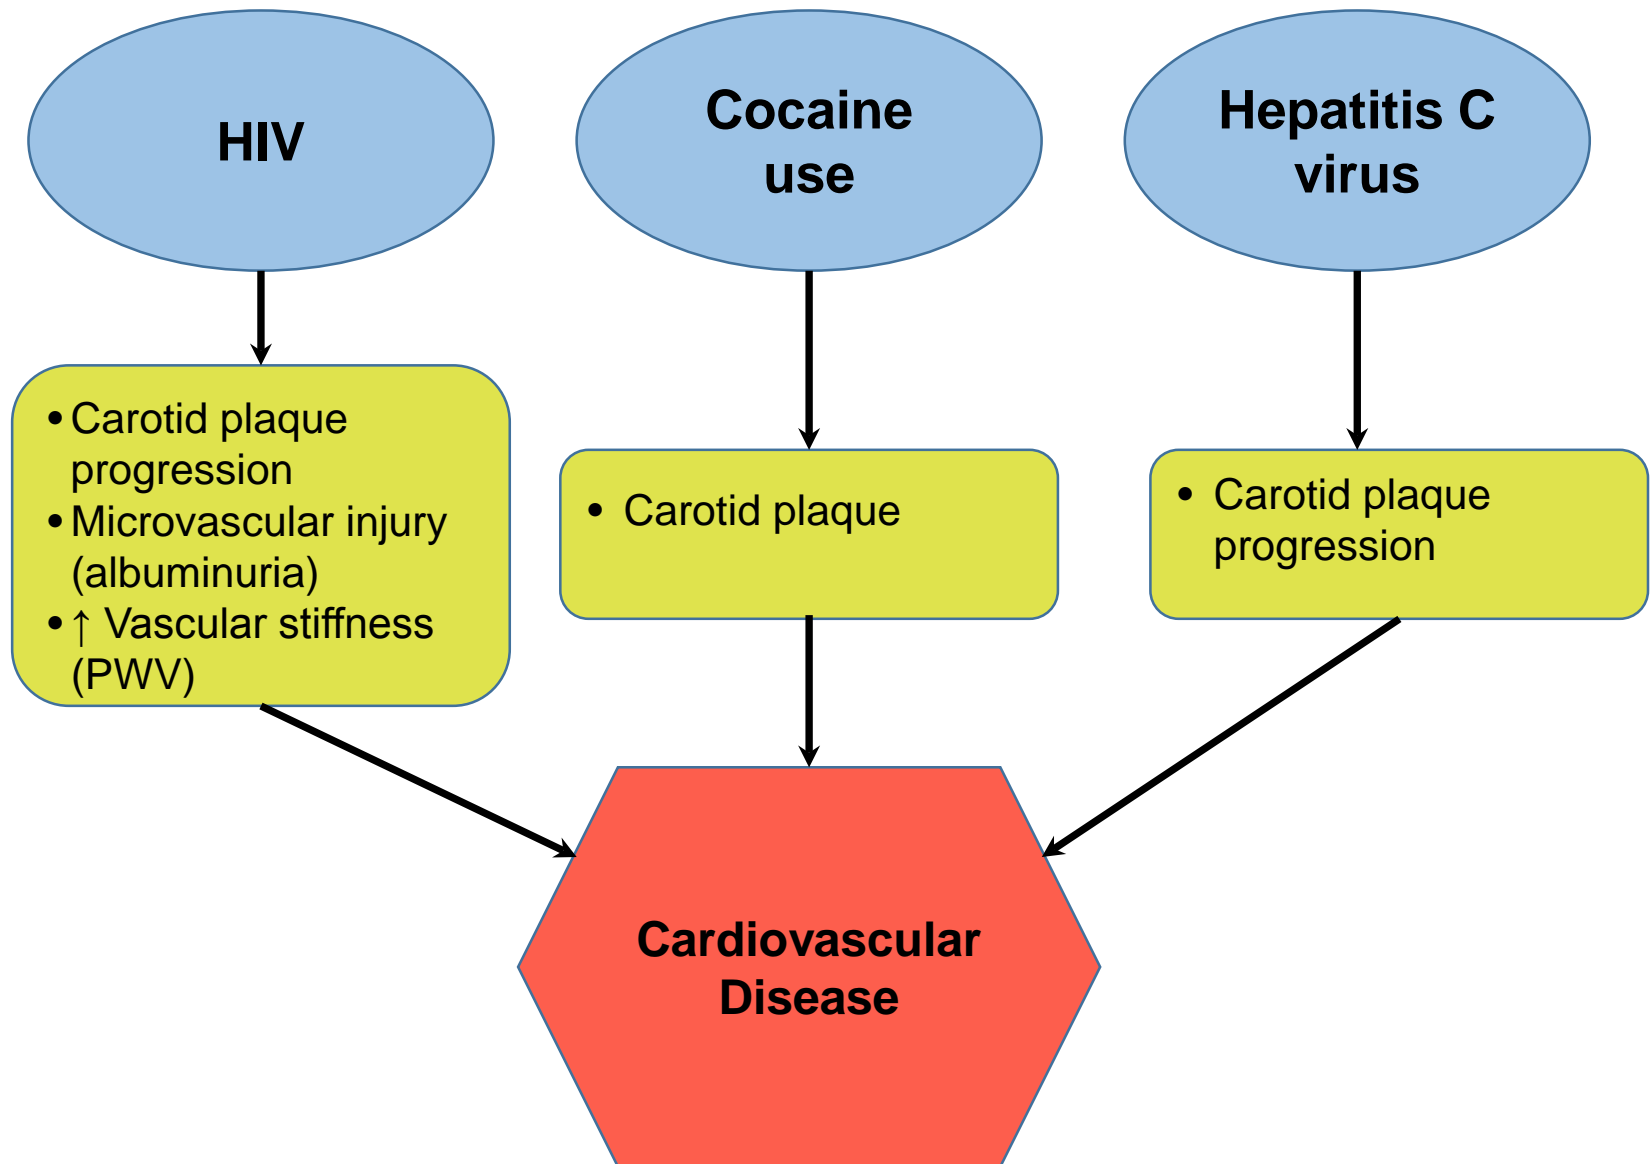 HIV
Cocaine
use
Hepatitis C
virus
• Carotid plaque
progression
• Microvascular injury
(albuminuria)
• ↑ Vascular stiffness
(PWV)
• Carotid plaque
• Carotid plaque
progression
Cardiovascular
Disease